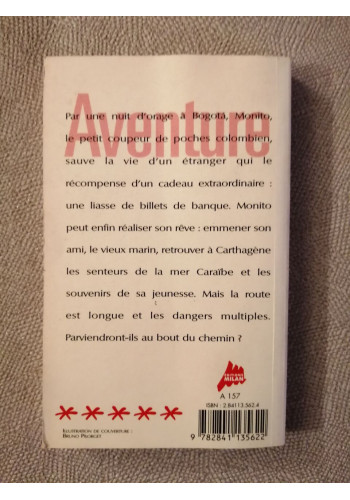 Aventure
Par une nuit d'orage à Bogotá, Monito,
le petit coupeur de poches colombien,
sauve la vie d'un étranger qui le
récompense d'un cadeau extraordinaire :
une liasse de billets de banque. Monito
peut enfin réaliser son rêve : emmener son
ami, le vieux marin, retrouver à Carthagène
les senteurs de la mer Caraïbe et les
souvenirs de sa jeunesse. Mais la route
est longue et les dangers multiples.
Parviendront-ils au bout du chemin ?
EDITIONS
MILAN
A 157
ISBN : 2.84113.562.4
9 782841 135622
ILLUSTRATION DE COUVERTURE :
BRUNO PILORGET